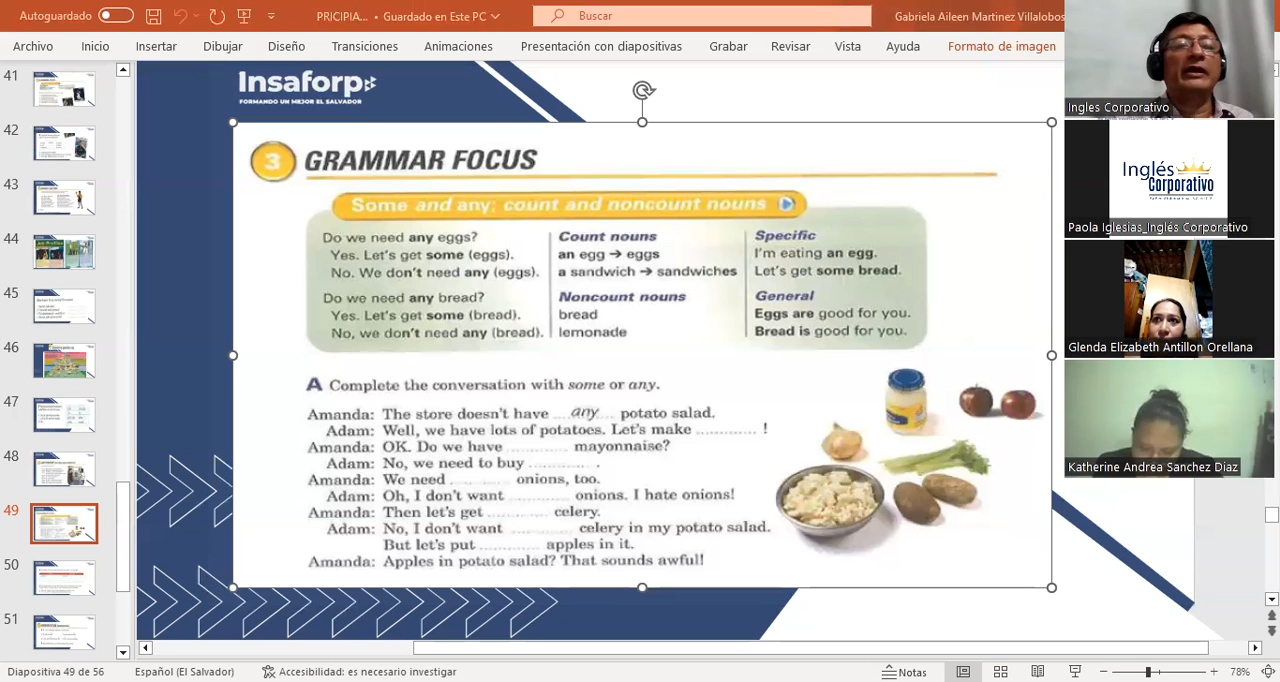 Autoguardado
PRICIPIA... • Guardado en Este PC
Buscar
Gabriela Aileen Martinez Villalobos
Archivo Inicio Insertar Dibujar Diseño Transiciones Animaciones Presentación con diapositivas Grabar Revisar Vista Ayuda Formato de imagen
41
42
43
44
45
46
47
48
49
50
51
Insaforp
FORMANDO UN MEJOR EL SALVADOR
3 GRAMMAR FOCUS
Some and any; count and noncount nouns
Do we need any eggs?
Yes. Let's get some (eggs).
No. We don't need any (eggs).
Do we need any bread?
Yes. Let's get some (bread).
No, we don't need any (bread).
Count nouns
an egg → eggs
a sandwich → sandwiches
Noncount nouns
bread
lemonade
Specific
I'm eating an egg.
Let's get some bread.
General
Eggs are good for you.
Bread is good for you.
A Complete the conversation with some or any.
Amanda: The store doesn't have any potato salad.
Adam: Well, we have lots of potatoes. Let's make ............ !
Amanda: OK. Do we have ............ mayonnaise?
Adam: No, we need to buy ............ .
Amanda: We need ............ onions, too.
Adam: Oh, I don't want ............ onions. I hate onions!
Amanda: Then let's get ............ celery.
Adam: No, I don't want ............ celery in my potato salad.
But let's put ............ apples in it.
Amanda: Apples in potato salad? That sounds awful!
Ingles Corporativo
Inglés
Corporativo
Paola Iglesias_Inglés Corporativo
Glenda Elizabeth Antillon Orellana
Katherine Andrea Sanchez Diaz
Diapositiva 49 de 56 Español (El Salvador) Accesibilidad: es necesario investigar Notas 78%